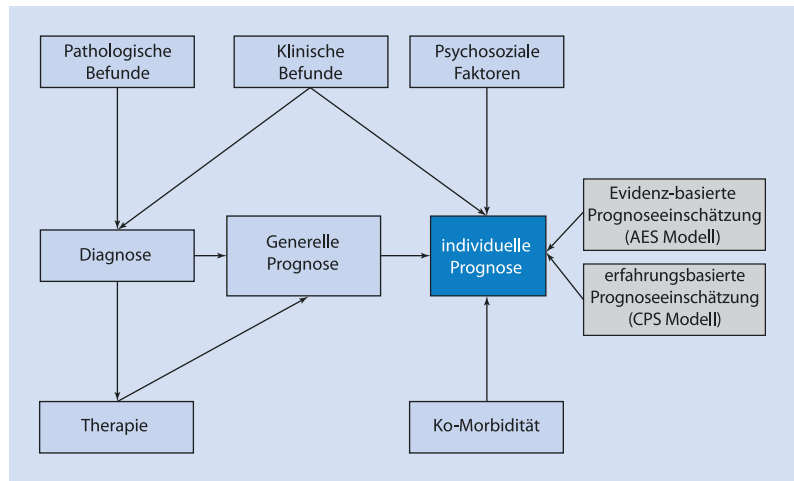 Pathologische
Befunde
Klinische
Befunde
Psychosoziale
Faktoren
Evidenz-basierte
Prognoseeinschätzung
(AES Modell)
Diagnose
Generelle
Prognose
individuelle
Prognose
erfahrungsbasierte
Prognoseeinschätzung
(CPS Modell)
Therapie
Ko-Morbidität